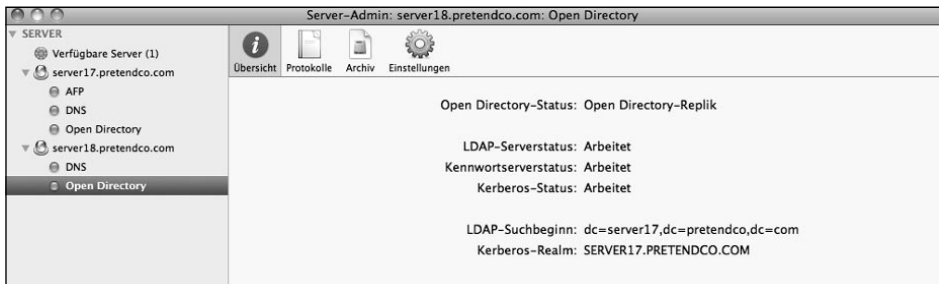 Server-Admin: server18.pretendco.com: Open Directory
SERVER
Verfügbare Server (1)
server17.pretendco.com
AFP
DNS
Open Directory
server18.pretendco.com
DNS
Open Directory
Übersicht Protokolle Archiv Einstellungen
Open Directory-Status: Open Directory-Replik
LDAP-Serverstatus: Arbeitet
Kennwortserverstatus: Arbeitet
Kerberos-Status: Arbeitet
LDAP-Suchbeginn: dc=server17,dc=pretendco,dc=com
Kerberos-Realm: SERVER17.PRETENDCO.COM